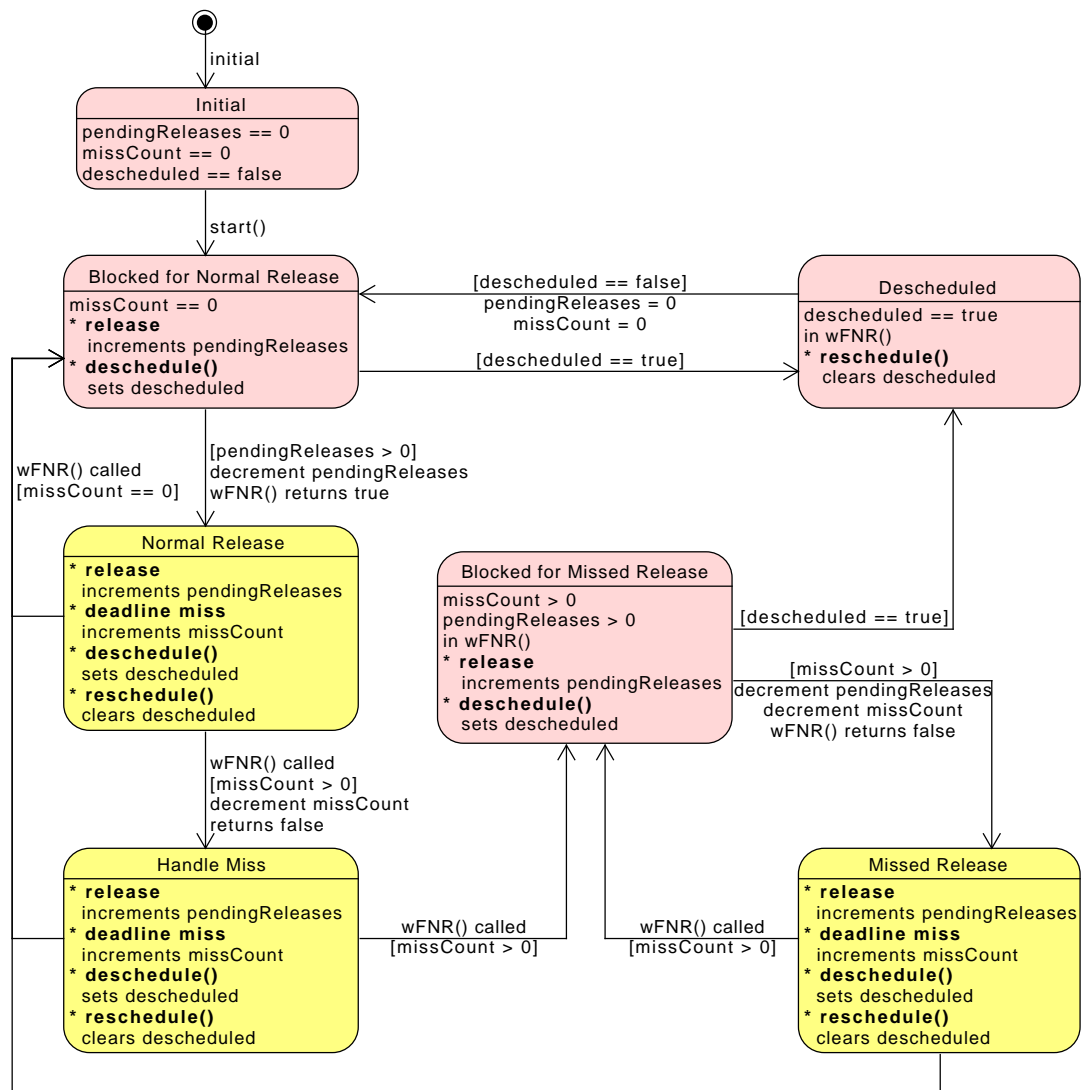 initial
Initial
pendingReleases == 0
missCount == 0
descheduled == false
start()
Blocked for Normal Release
missCount == 0
* release
increments pendingReleases
* deschedule()
sets descheduled
[descheduled == false]
pendingReleases = 0
missCount = 0
[descheduled == true]
Descheduled
descheduled == true
in wFNR()
* reschedule()
clears descheduled
wFNR() called
[missCount == 0]
[pendingReleases > 0]
decrement pendingReleases
wFNR() returns true
Normal Release
* release
increments pendingReleases
* deadline miss
increments missCount
* deschedule()
sets descheduled
* reschedule()
clears descheduled
Blocked for Missed Release
missCount > 0
pendingReleases > 0
in wFNR()
* release
increments pendingReleases
* deschedule()
sets descheduled
[descheduled == true]
[missCount > 0]
decrement pendingReleases
decrement missCount
wFNR() returns false
wFNR() called
[missCount > 0]
decrement missCount
returns false
Handle Miss
* release
increments pendingReleases
* deadline miss
increments missCount
* deschedule()
sets descheduled
* reschedule()
clears descheduled
wFNR() called
[missCount > 0]
wFNR() called
[missCount > 0]
Missed Release
* release
increments pendingReleases
* deadline miss
increments missCount
* deschedule()
sets descheduled
* reschedule()
clears descheduled